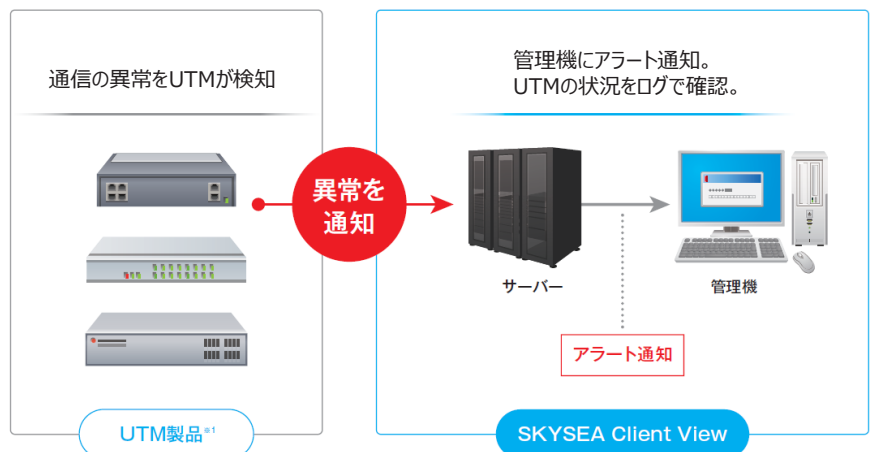 通信の異常をUTMが検知
管理機にアラート通知。
UTMの状況をログで確認。
異常を
通知
サーバー
管理機
アラート通知
UTM製品※1
SKYSEA Client View